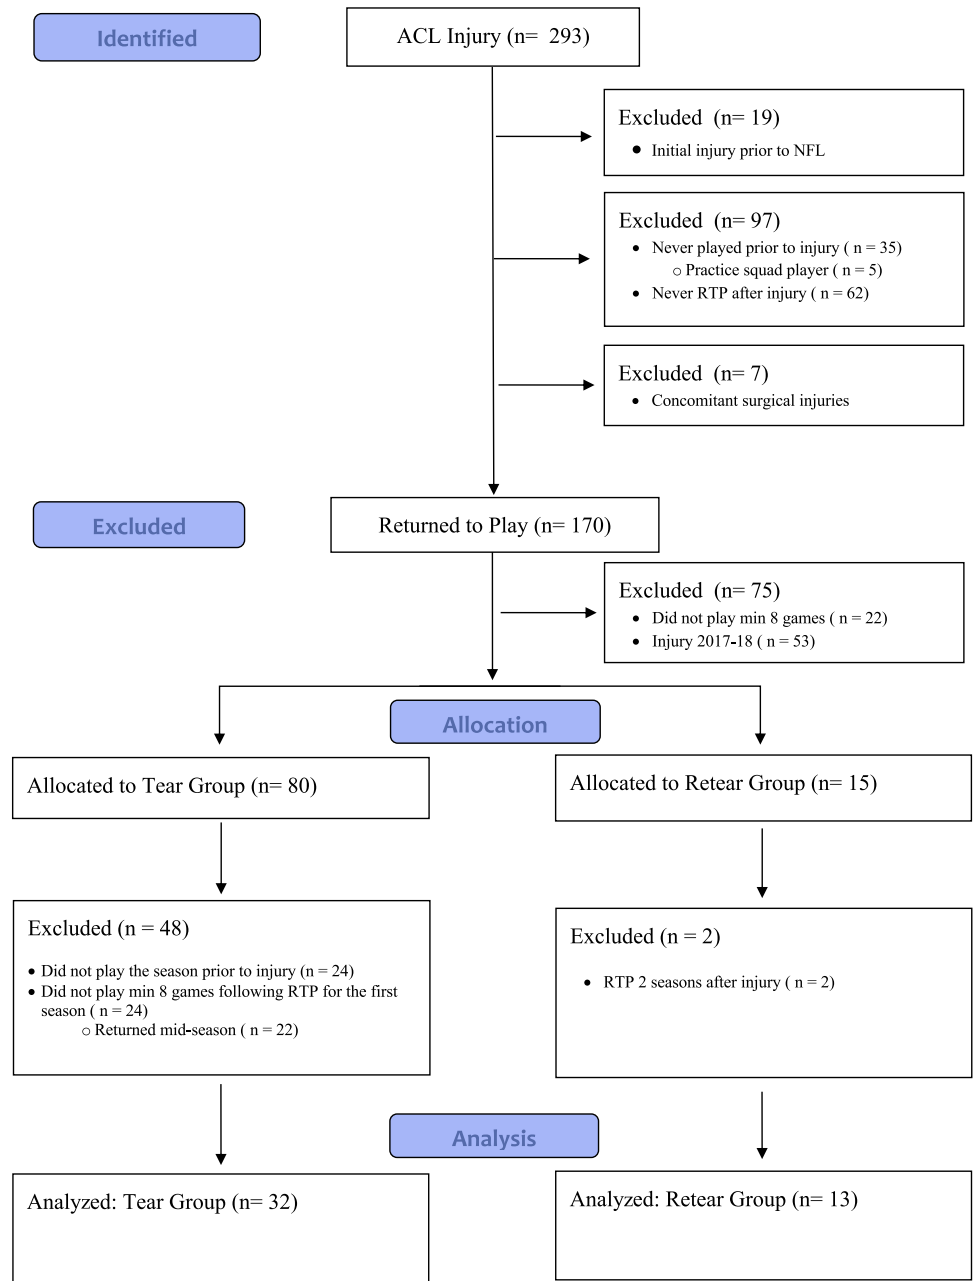 Identified
ACL Injury (n=  293)
Excluded  (n= 19)
● Initial injury prior to NFL
Excluded  (n= 97)
• Never played prior to injury ( n = 35)
o Practice squad player ( n = 5)
• Never RTP after injury ( n = 62)
Excluded  (n= 7)
• Concomitant surgical injuries
Excluded
Returned to Play (n= 170)
Excluded  (n= 75)
• Did not play min 8 games ( n = 22)
• Injury 2017-18 ( n = 53)
Allocation
Allocated to Tear Group (n= 80)
Allocated to Retear Group (n= 15)
Excluded (n = 48)
• Did not play the season prior to injury (n = 24)
• Did not play min 8 games following RTP for the first
season ( n = 24)
o Returned mid-season ( n = 22)
Excluded (n = 2)
• RTP 2 seasons after injury ( n = 2)
Analysis
Analyzed: Tear Group (n= 32)
Analyzed: Retear Group (n= 13)